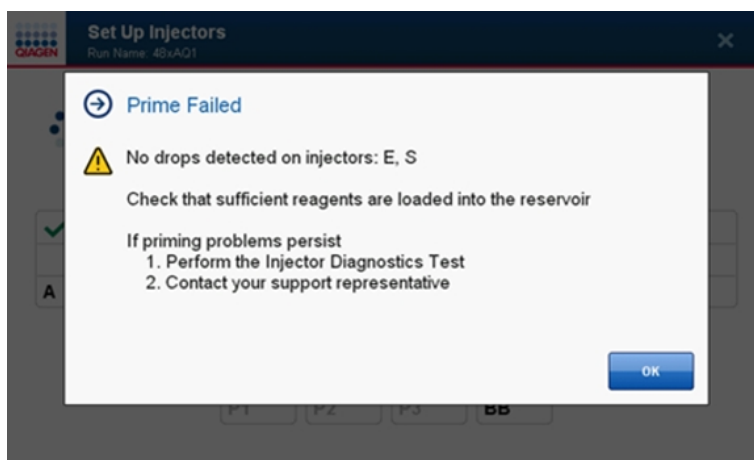 QIAGEN
Set Up Injectors
Run Name: 48xAQ1
Prime Failed
No drops detected on injectors: E, S
Check that sufficient reagents are loaded into the reservoir
If priming problems persist
1. Perform the Injector Diagnostics Test
2. Contact your support representative
A
OK
P1 P2 P3 BB